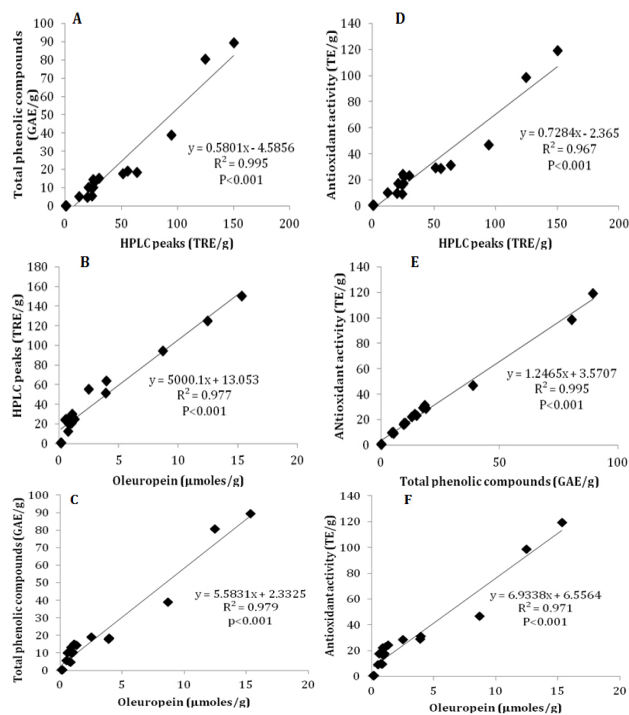 A
Total phenolic compounds
(GAE/g)
100
90
80
70
60
50
40
30
20
10
0
y = 0.5801x - 4.5856
R² = 0.995
P<0.001
0 50 100 150 200
HPLC peaks (TRE/g)
D
Antioxidant activity (TE/g)
140
120
100
80
60
40
20
0
y = 0.7284x - 2.365
R² = 0.967
P<0.001
0 50 100 150 200
HPLC peaks (TRE/g)
B
HPLC peaks (TRE/g)
180
160
140
120
100
80
60
40
20
0
y = 5000.1x + 13.053
R² = 0.977
P<0.001
0 5 10 15 20
Oleuropein (μmoles/g)
E
ANtioxidant activity (TE/g)
140
120
100
80
60
40
20
0
y = 1.2465x + 3.5707
R² = 0.995
P<0.001
0 50 100
Total phenolic compounds (GAE/g)
C
Total phenolic compounds (GAE/g)
100
90
80
70
60
50
40
30
20
10
0
y = 5.5831x + 2.3325
R² = 0.979
p<0.001
0 5 10 15 20
Oleuropein (μmoles/g)
F
Antioxidant activity (TE/g)
140
120
100
80
60
40
20
0
y = 6.9338x + 6.5564
R² = 0.971
P<0.001
0 5 10 15 20
Oleuropein (μmoles/g)